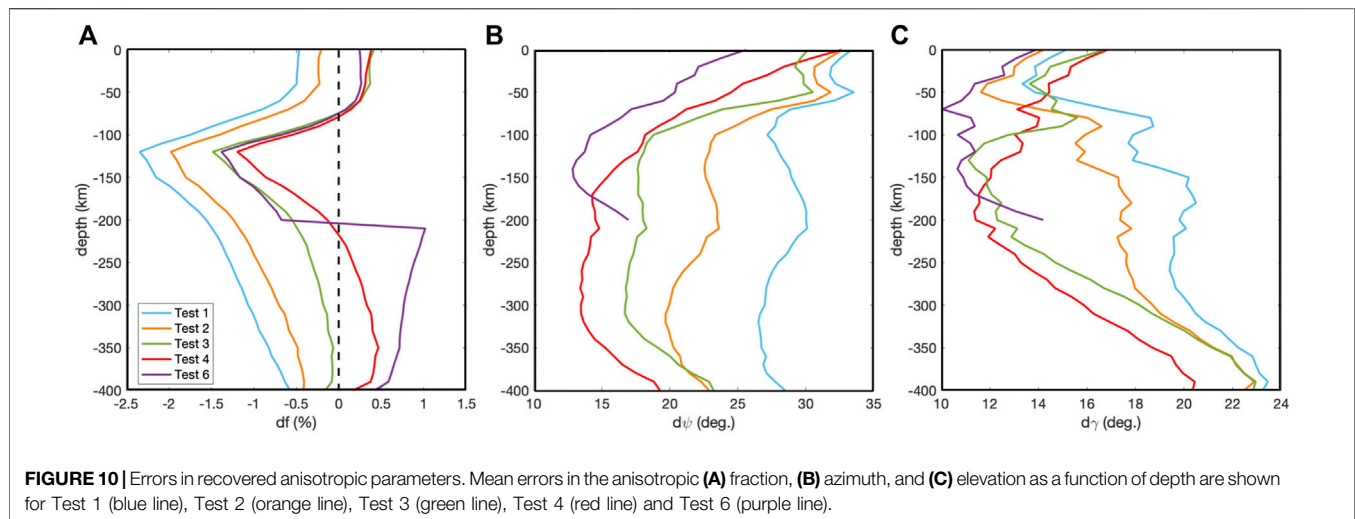 A
B
C
0
-50
-100
-150
-200
-250
-300
-350
-400
depth (km)
-2.5 -2 -1.5 -1 -0.5 0 0.5 1 1.5
df (%)
Test 1
Test 2
Test 3
Test 4
Test 6
0
-50
-100
-150
-200
-250
-300
-350
-400
depth (km)
10 15 20 25 30 35
dψ (deg.)
0
-50
-100
-150
-200
-250
-300
-350
-400
depth (km)
10 12 14 16 18 20 22 24
dγ (deg.)
FIGURE 10 | Errors in recovered anisotropic parameters. Mean errors in the anisotropic (A) fraction, (B) azimuth, and (C) elevation as a function of depth are shown
for Test 1 (blue line), Test 2 (orange line), Test 3 (green line), Test 4 (red line) and Test 6 (purple line).